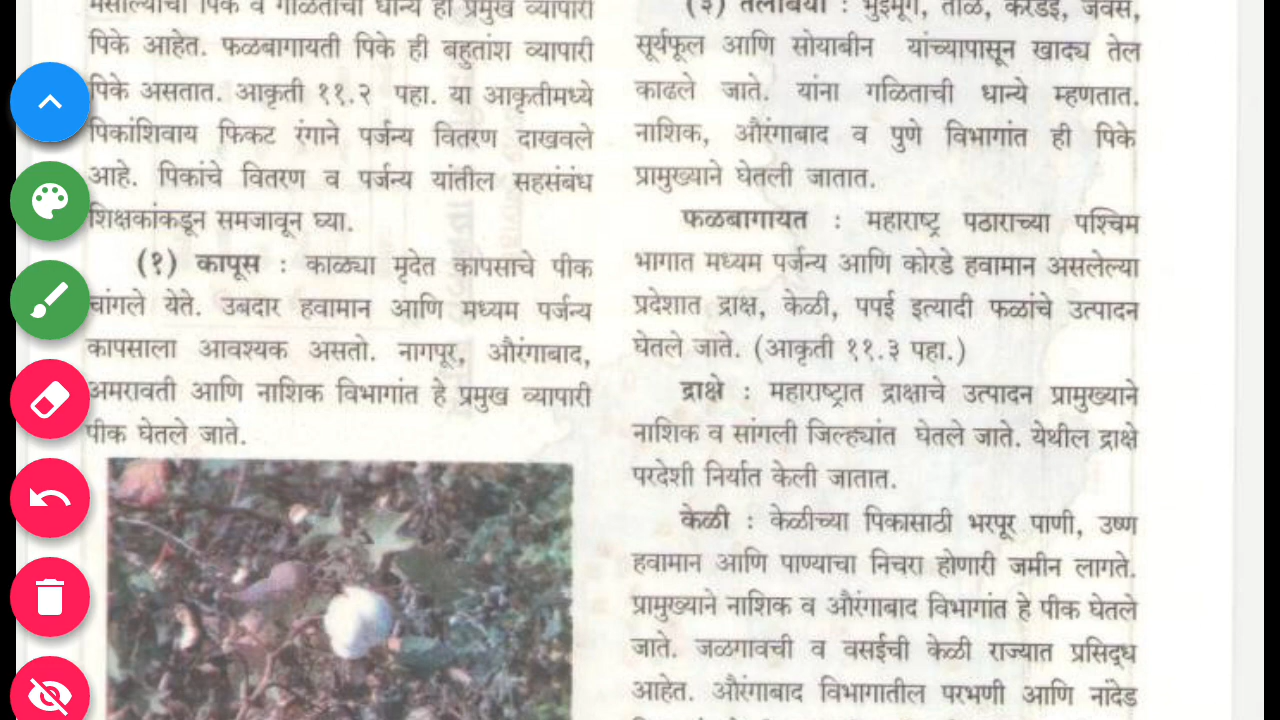 मसाल्याची पिके व गळिताची धान्ये ही प्रमुख व्यापारी
पिके आहेत. फळबागायती पिके ही बहुतांश व्यापारी
पिके असतात. आकृती ११.२ पहा. या आकृतीमध्ये
पिकांशिवाय फिकट रंगाने पर्जन्य वितरण दाखवले
आहे. पिकांचे वितरण व पर्जन्य यांतील सहसंबंध
शिक्षकांकडून समजावून घ्या.
(१) कापूस : काळ्या मृदेत कापसाचे पीक
चांगले येते. उबदार हवामान आणि मध्यम पर्जन्य
कापसाला आवश्यक असतो. नागपूर, औरंगाबाद,
अमरावती आणि नाशिक विभागांत हे प्रमुख व्यापारी
पीक घेतले जाते.
(३) तेलबिया : भुईमूग, तीळ, करडई, जवस,
सूर्यफूल आणि सोयाबीन यांच्यापासून खाद्य तेल
काढले जाते. यांना गळिताची धान्ये म्हणतात.
नाशिक, औरंगाबाद व पुणे विभागांत ही पिके
प्रामुख्याने घेतली जातात.
फळबागायत : महाराष्ट्र पठाराच्या पश्चिम
भागात मध्यम पर्जन्य आणि कोरडे हवामान असलेल्या
प्रदेशात द्राक्ष, केळी, पपई इत्यादी फळांचे उत्पादन
घेतले जाते. (आकृती ११.३ पहा.)
द्राक्षे : महाराष्ट्रात द्राक्षाचे उत्पादन प्रामुख्याने
नाशिक व सांगली जिल्ह्यांत घेतले जाते. येथील द्राक्षे
परदेशी निर्यात केली जातात.
केळी : केळीच्या पिकासाठी भरपूर पाणी, उष्ण
हवामान आणि पाण्याचा निचरा होणारी जमीन लागते.
प्रामुख्याने नाशिक व औरंगाबाद विभागांत हे पीक घेतले
जाते. जळगावची व वसईची केळी राज्यात प्रसिद्ध
आहेत. औरंगाबाद विभागातील परभणी आणि नांदेड